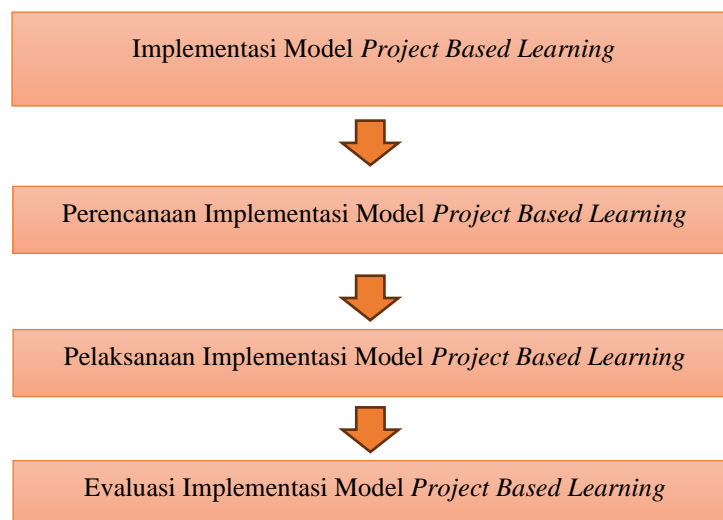 Implementasi Model Project Based Learning
Perencanaan Implementasi Model Project Based Learning
Pelaksanaan Implementasi Model Project Based Learning
Evaluasi Implementasi Model Project Based Learning